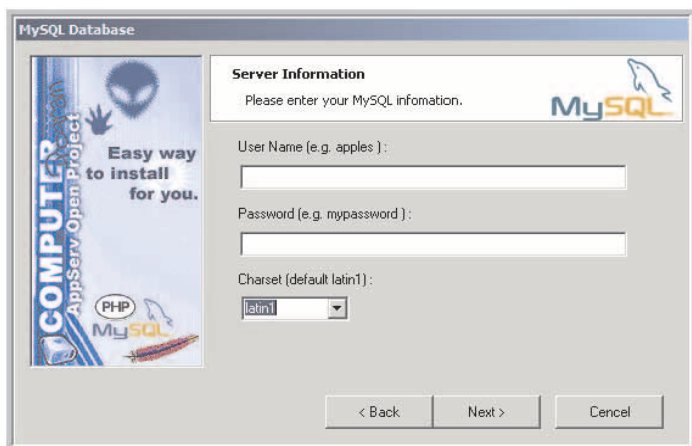 MySQL Database
Server Information
Please enter your MySQL infomation.
MySQL
Easy way
to install
for you.
COMPUTER
AppServ Open Project
PHP
MySQL
User Name (e.g. apples ) :
Password (e.g. mypassword ) :
Charset (default latin1) :
latin1
< Back
Next >
Cencel